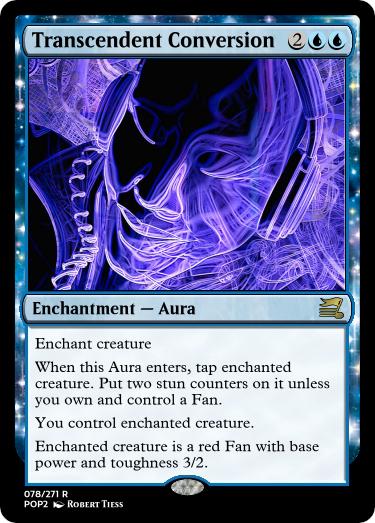 Transcendent Conversion 2
Enchantment — Aura
Enchant creature
When this Aura enters, tap enchanted
creature. Put two stun counters on it unless
you own and control a Fan.
You control enchanted creature.
Enchanted creature is a red Fan with base
power and toughness 3/2.
078/271 R
POP2 Robert Tiess